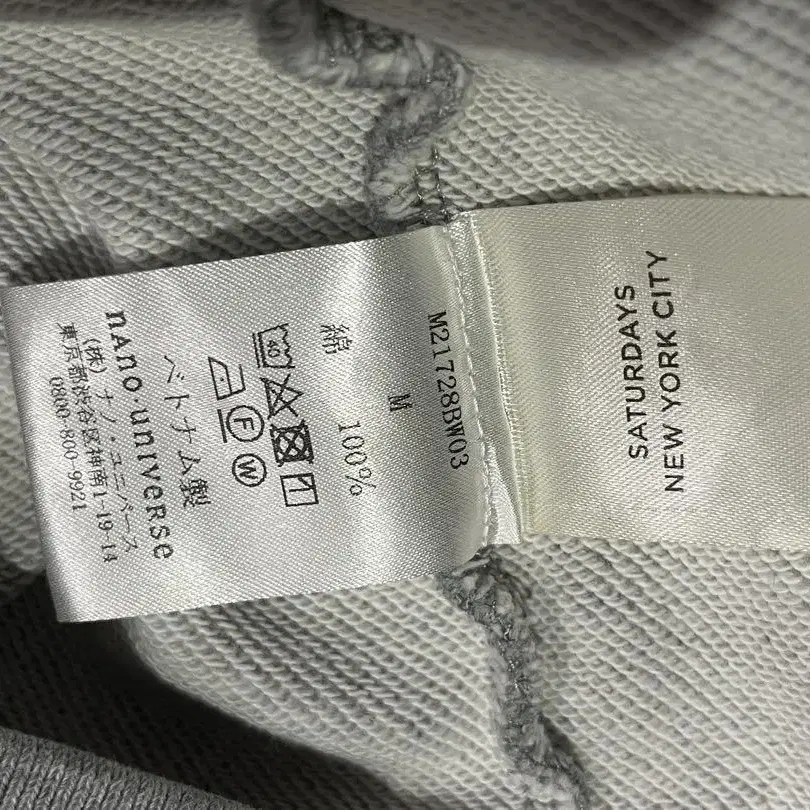 M21728BW03
M
綿 100%
40
F W
ベトナム製
nano·universe
(株) ナノ・ユニバース
東京都渋谷区神南1-19-14
0800-800-9921
SATURDAYS
NEW YORK CITY